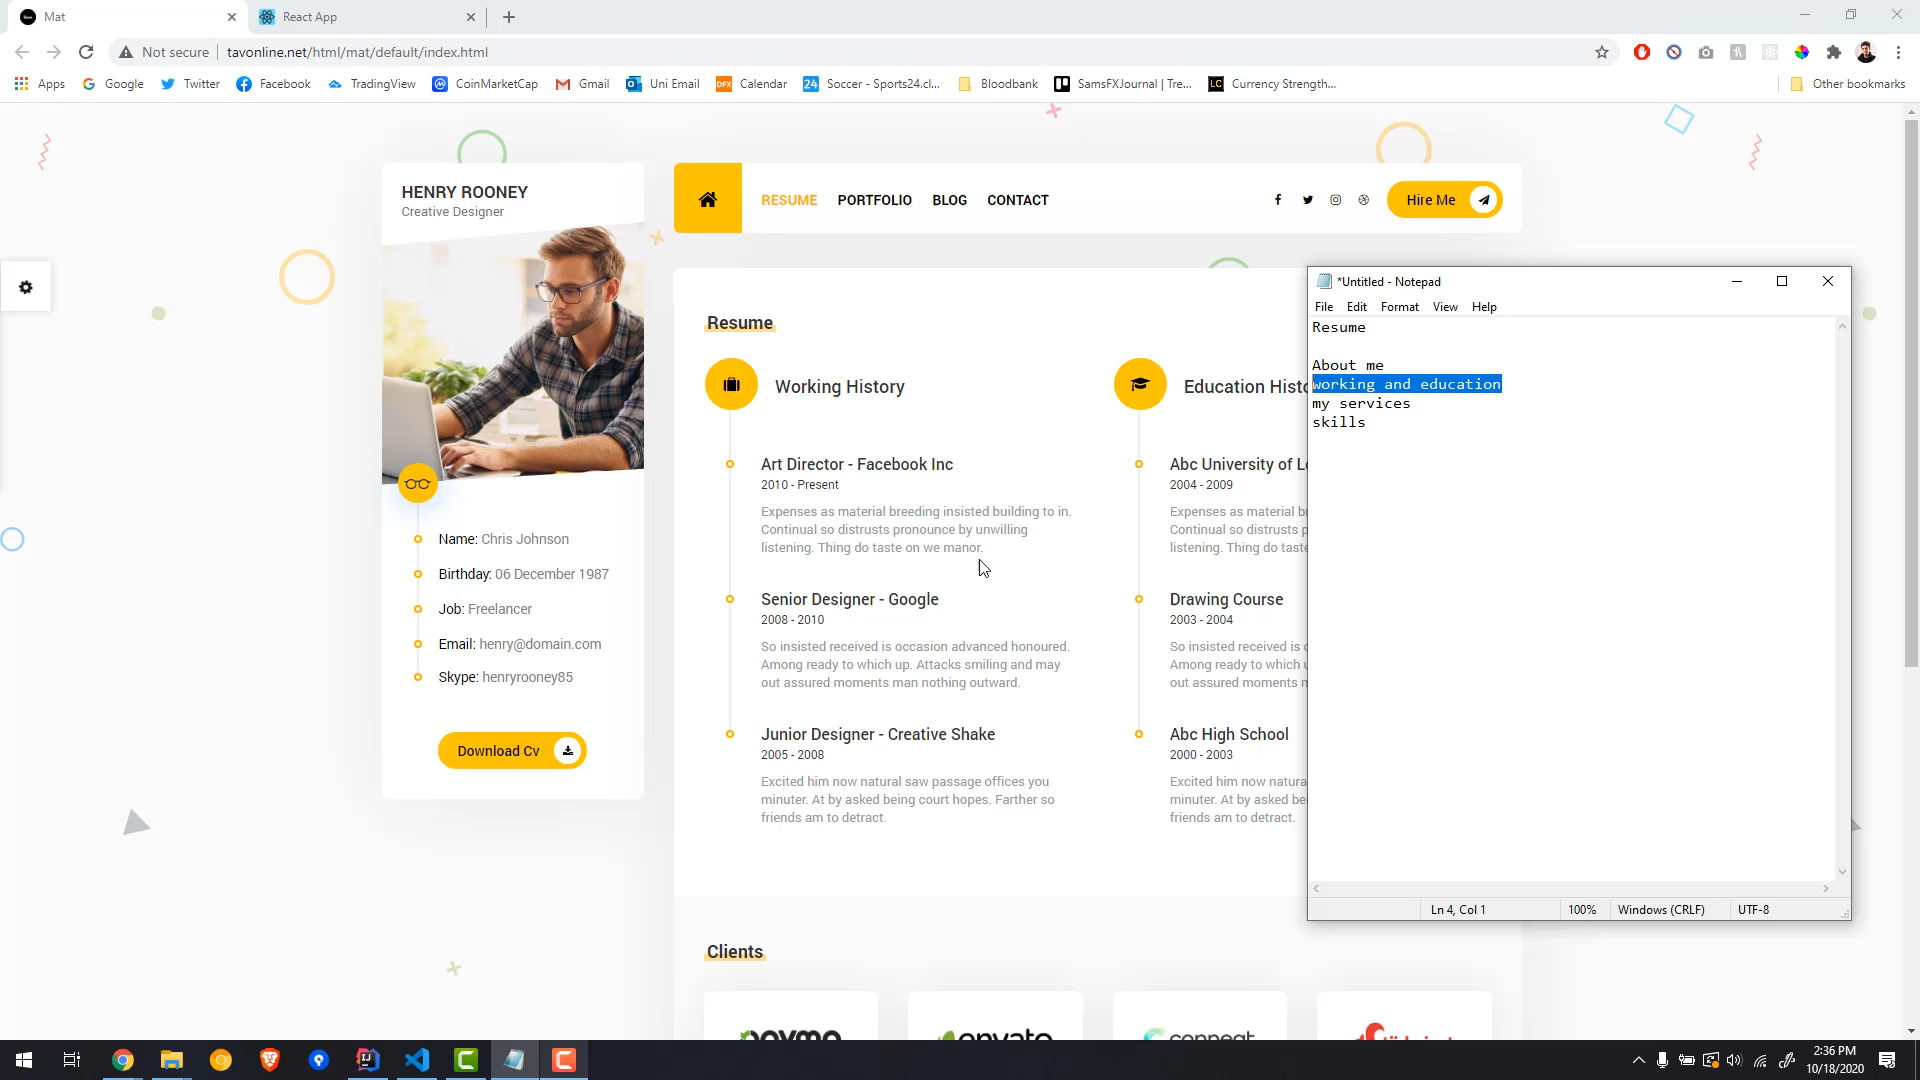 Mat
React App
Not secure
tavonline.net/html/mat/default/index.html
Apps
Google
Twitter
Facebook
TradingView
CoinMarketCap
Gmail
Uni Email
Calendar
Soccer - Sports24.cl...
Bloodbank
SamsFXJournal | Tre...
Currency Strength...
Other bookmarks
HENRY ROONEY
Creative Designer
RESUME
PORTFOLIO
BLOG
CONTACT
Hire Me
Name: Chris Johnson
Birthday: 06 December 1987
Job: Freelancer
Email: henry@domain.com
Skype: henryrooney85
Download Cv
Resume
Working History
Art Director - Facebook Inc
2010 - Present
Expenses as material breeding insisted building to in.
Continual so distrusts pronounce by unwilling
listening. Thing do taste on we manor.
Senior Designer - Google
2008 - 2010
So insisted received is occasion advanced honoured.
Among ready to which up. Attacks smiling and may
out assured moments man nothing outward.
Junior Designer - Creative Shake
2005 - 2008
Excited him now natural saw passage offices you
minuter. At by asked being court hopes. Farther so
friends am to detract.
Education
Abc University of
2004 - 2009
Expenses as material
Continual so distrusts
listening. Thing do taste
Drawing Course
2003 - 2004
So insisted received is
Among ready to which
out assured moments
Abc High School
2000 - 2003
Excited him now
minuter. At by asked
friends am to detract.
Clients
envato
connect
*Untitled - Notepad
File
Edit
Format
View
Help
Resume
About me
working and education
my services
skills
Ln 4, Col 1
100%
Windows (CRLF)
UTF-8
2:36 PM
10/18/2020